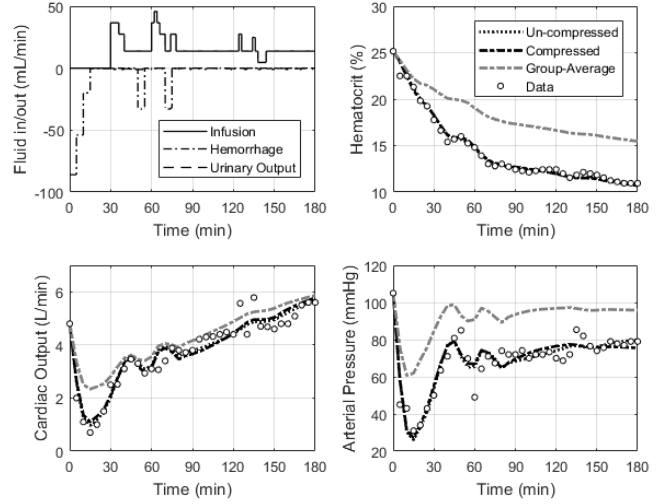 100
50
0
-50
-100
Fluid in/out (mL/min)
Infusion
Hemorrhage
Urinary Output
0 30 60 90 120 150 180
Time (min)
30
25
20
15
10
Hematocrit (%)
Un-compressed
Compressed
Group-Average
Data
0 30 60 90 120 150 180
Time (min)
6
4
2
0
Cardiac Output (L/min)
0 30 60 90 120 150 180
Time (min)
120
100
80
60
40
20
Arterial Pressure (mmHg)
0 30 60 90 120 150 180
Time (min)